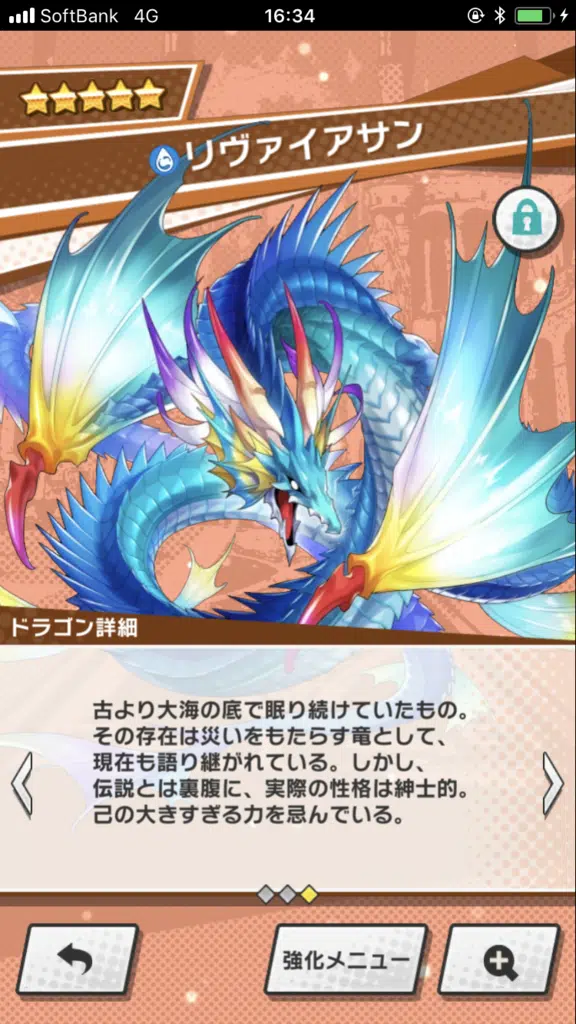 SoftBank 4G 16:34
リヴァイアサン
ドラゴン詳細
古より大海の底で眠り続けていたもの。
その存在は災いをもたらす竜として、
現在も語り継がれている。しかし、
伝説とは裏腹に、実際の性格は紳士的。
己の大きすぎる力を忌んでいる。
強化メニュー